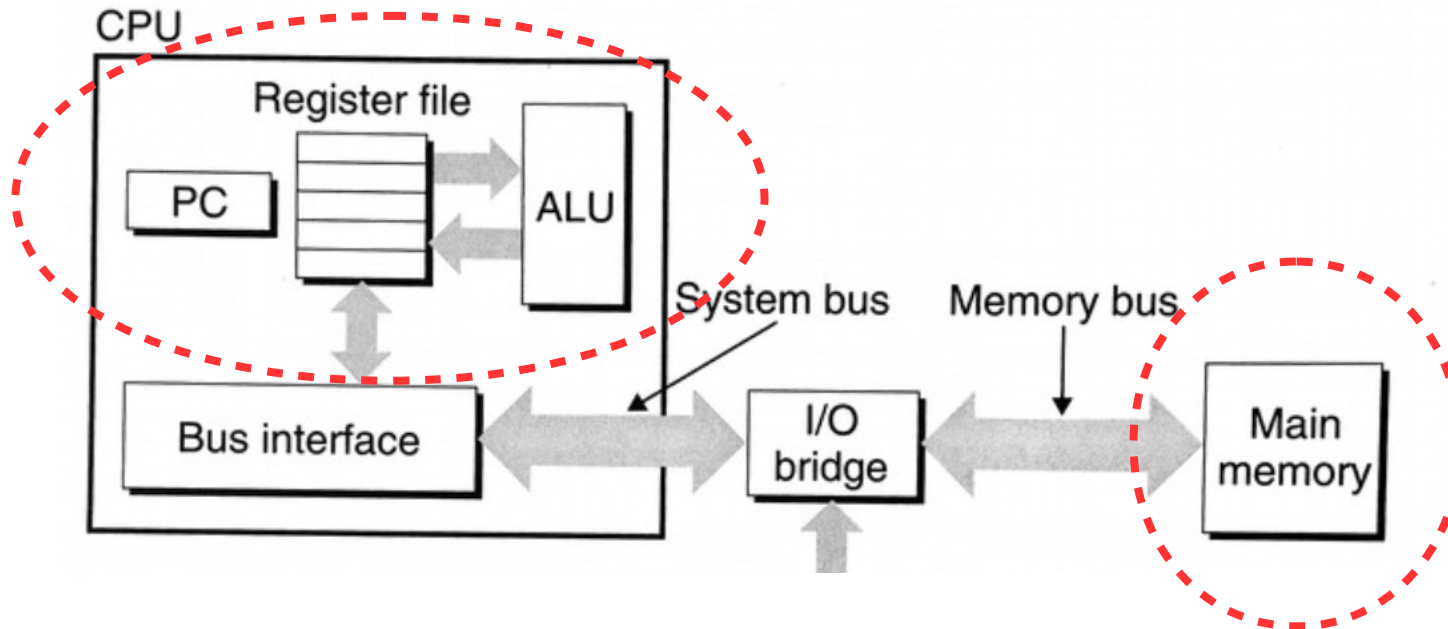 CPU
Register file
PC
ALU
System bus
Memory bus
Bus interface
I/O
bridge
Main
memory